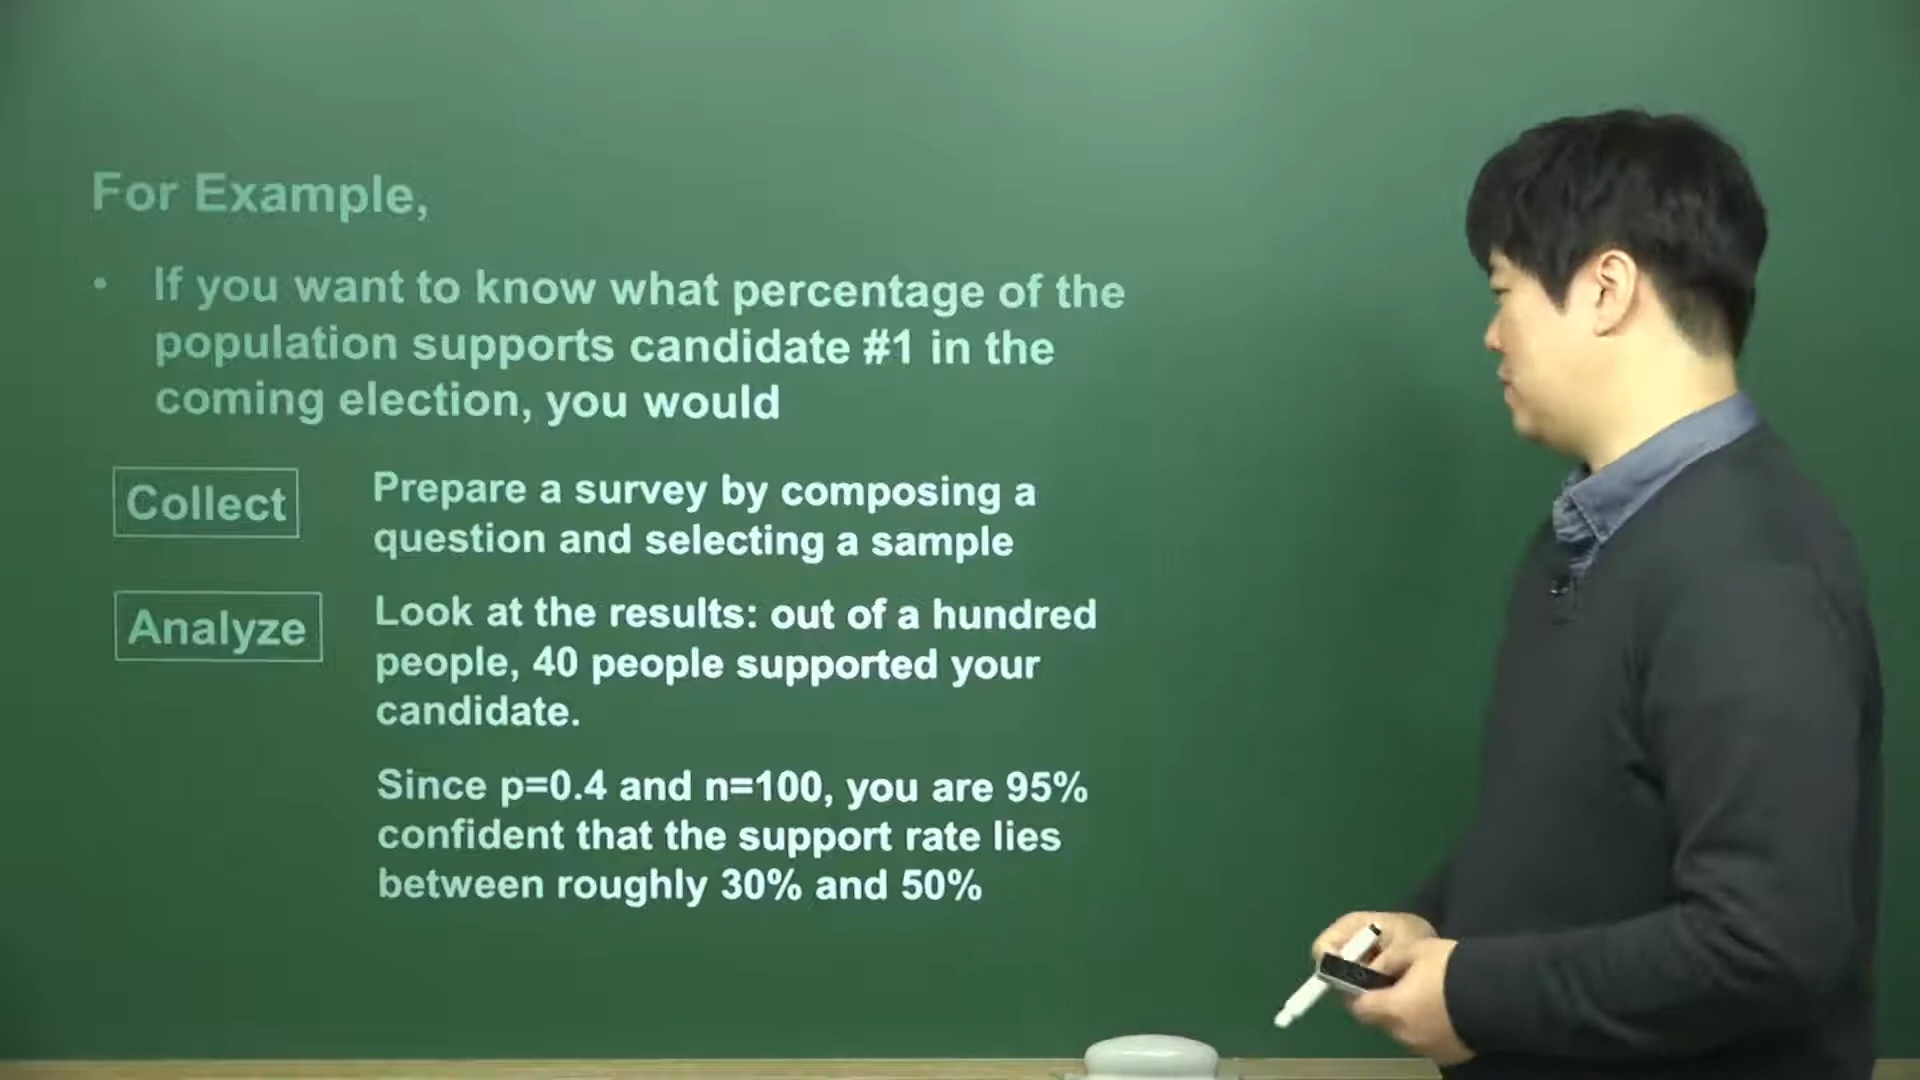 For Example,
• If you want to know what percentage of the
population supports candidate #1 in the
coming election, you would
Collect
Prepare a survey by composing a
question and selecting a sample
Analyze
Look at the results: out of a hundred
people, 40 people supported your
candidate.
Since p=0.4 and n=100, you are 95%
confident that the support rate lies
between roughly 30% and 50%